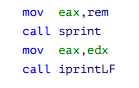 mov eax,rem
call sprint
mov eax,edx
call iprintLF